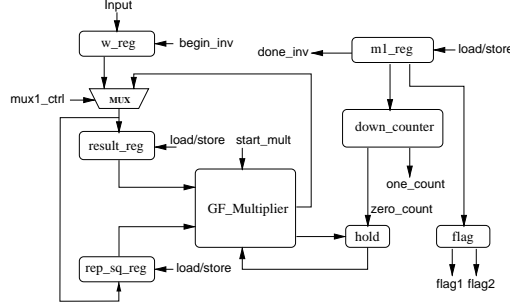 Input
w_reg
begin_inv
done_inv
m1_reg
load/store
mux1_ctrl
MUX
down_counter
result_reg
load/store
start_mult
one_count
GF_Multiplier
zero_count
hold
flag
rep_sq_reg
load/store
flag1
flag2